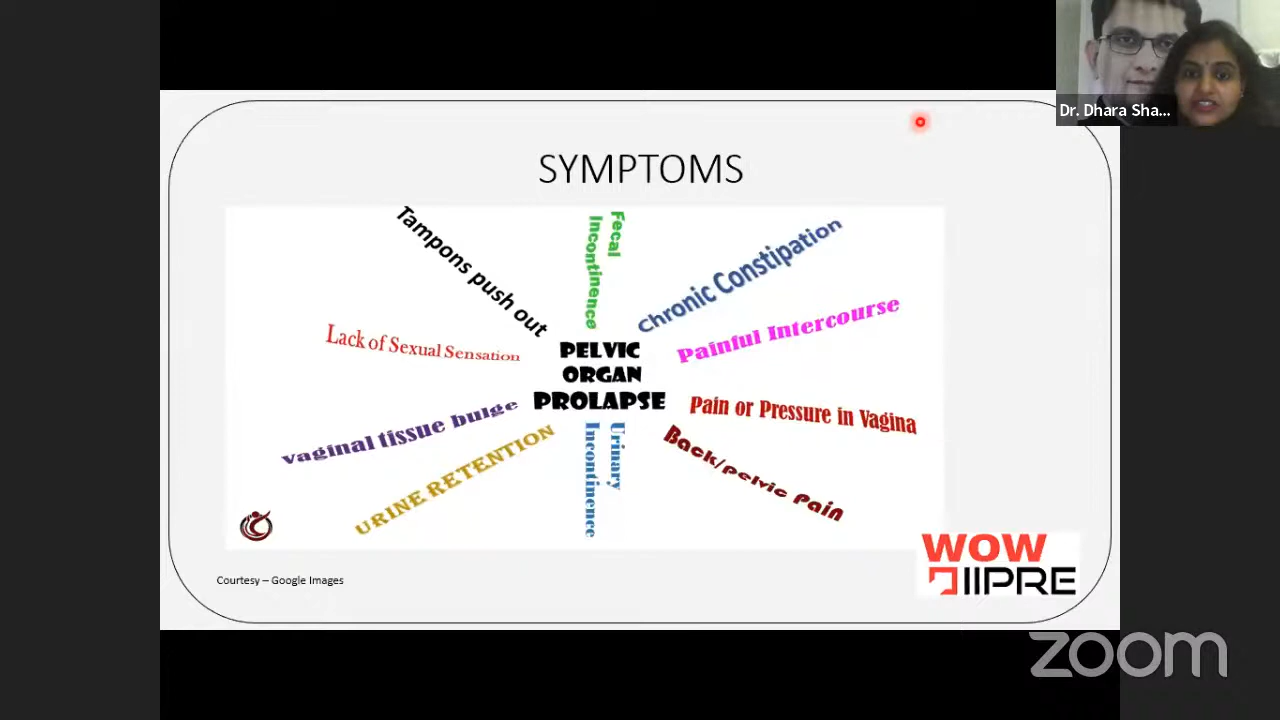 Dr. Dhara Sha...
SYMPTOMS
Tampons push out
Fecal
Incontinence
Chronic Constipation
Painful Intercourse
Lack of Sexual Sensation
PELVIC
ORGAN
PROLAPSE
Pain or Pressure in Vagina
vaginal tissue bulge
Back/pelvic Pain
URINE RETENTION
Urinary
Incontinence
Courtesy – Google Images
WOW
IIPRE
zoom